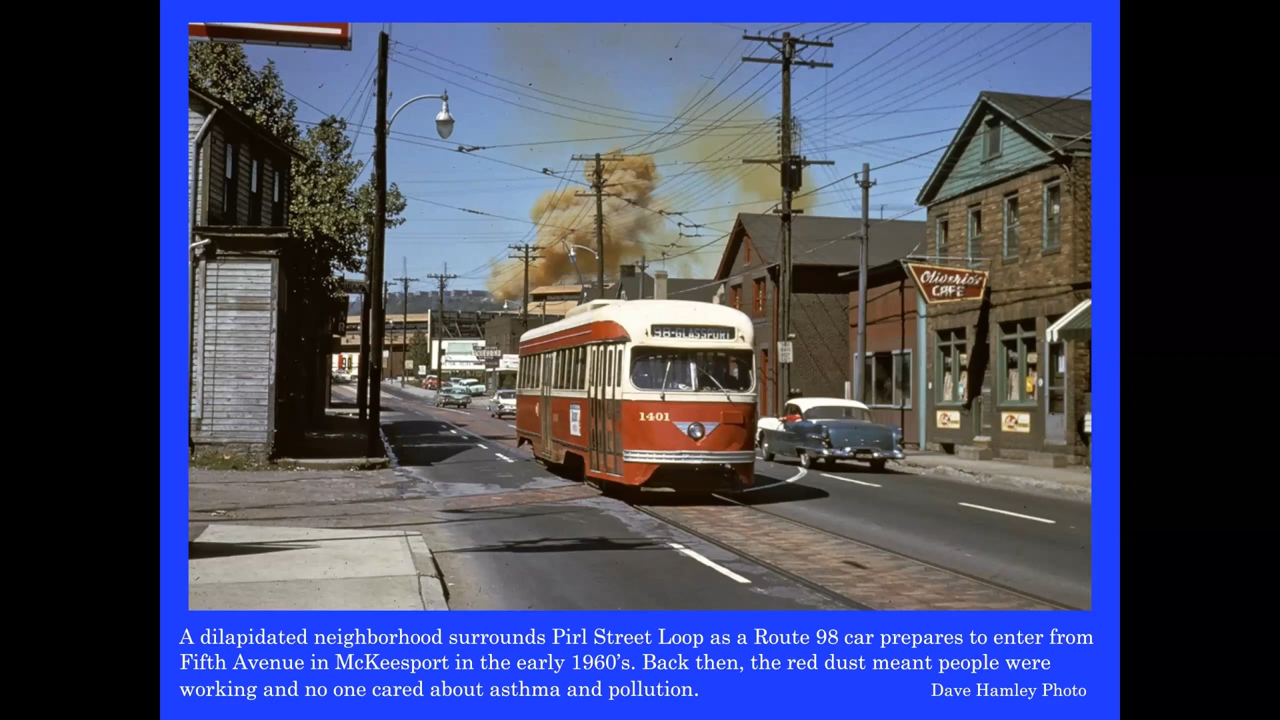 98-GLASSPORT
1401
Oliverio's
CAFE
A dilapidated neighborhood surrounds Pirl Street Loop as a Route 98 car prepares to enter from
Fifth Avenue in McKeesport in the early 1960's. Back then, the red dust meant people were
working and no one cared about asthma and pollution.
Dave Hamley Photo